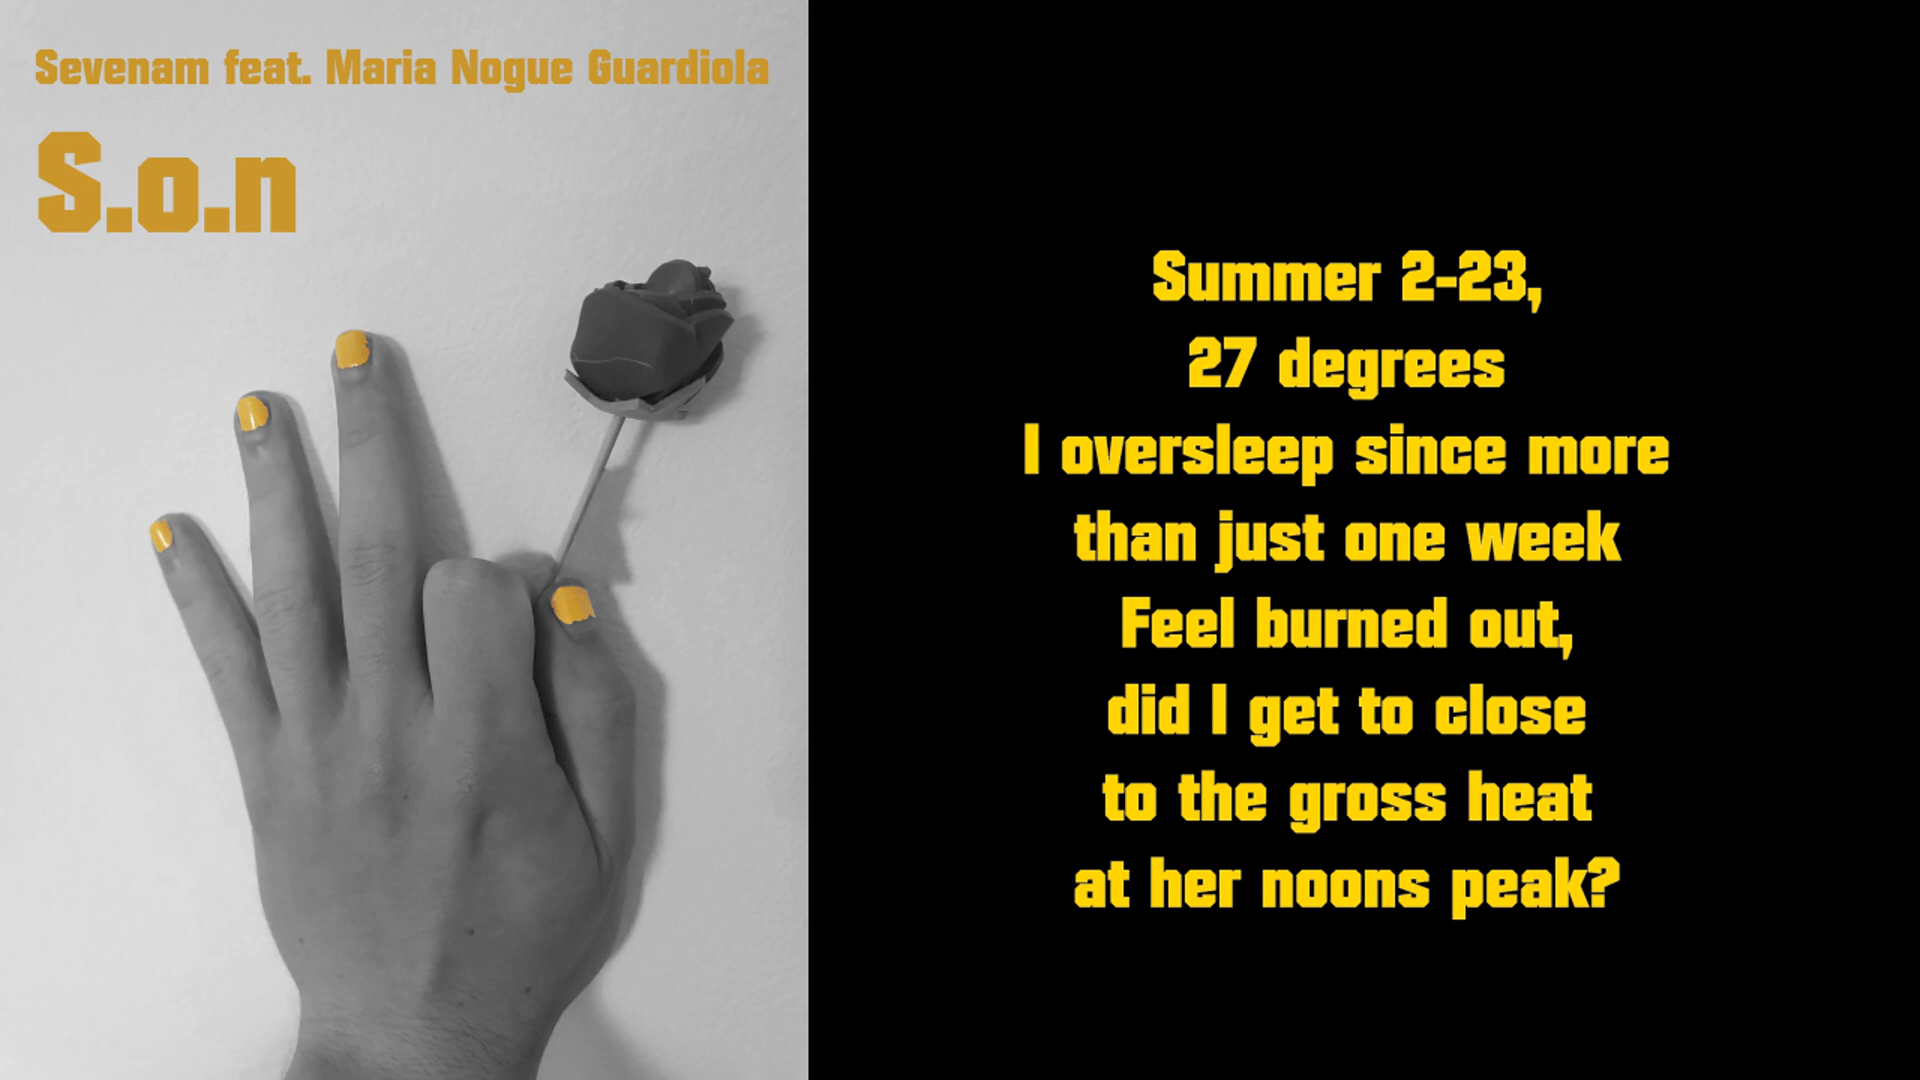 Sevenam feat. Maria Nogue Guardiola
S.o.n
Summer 2-23,
27 degrees
I oversleep since more
than just one week
Feel burned out,
did I get to close
to the gross heat
at her noons peak?